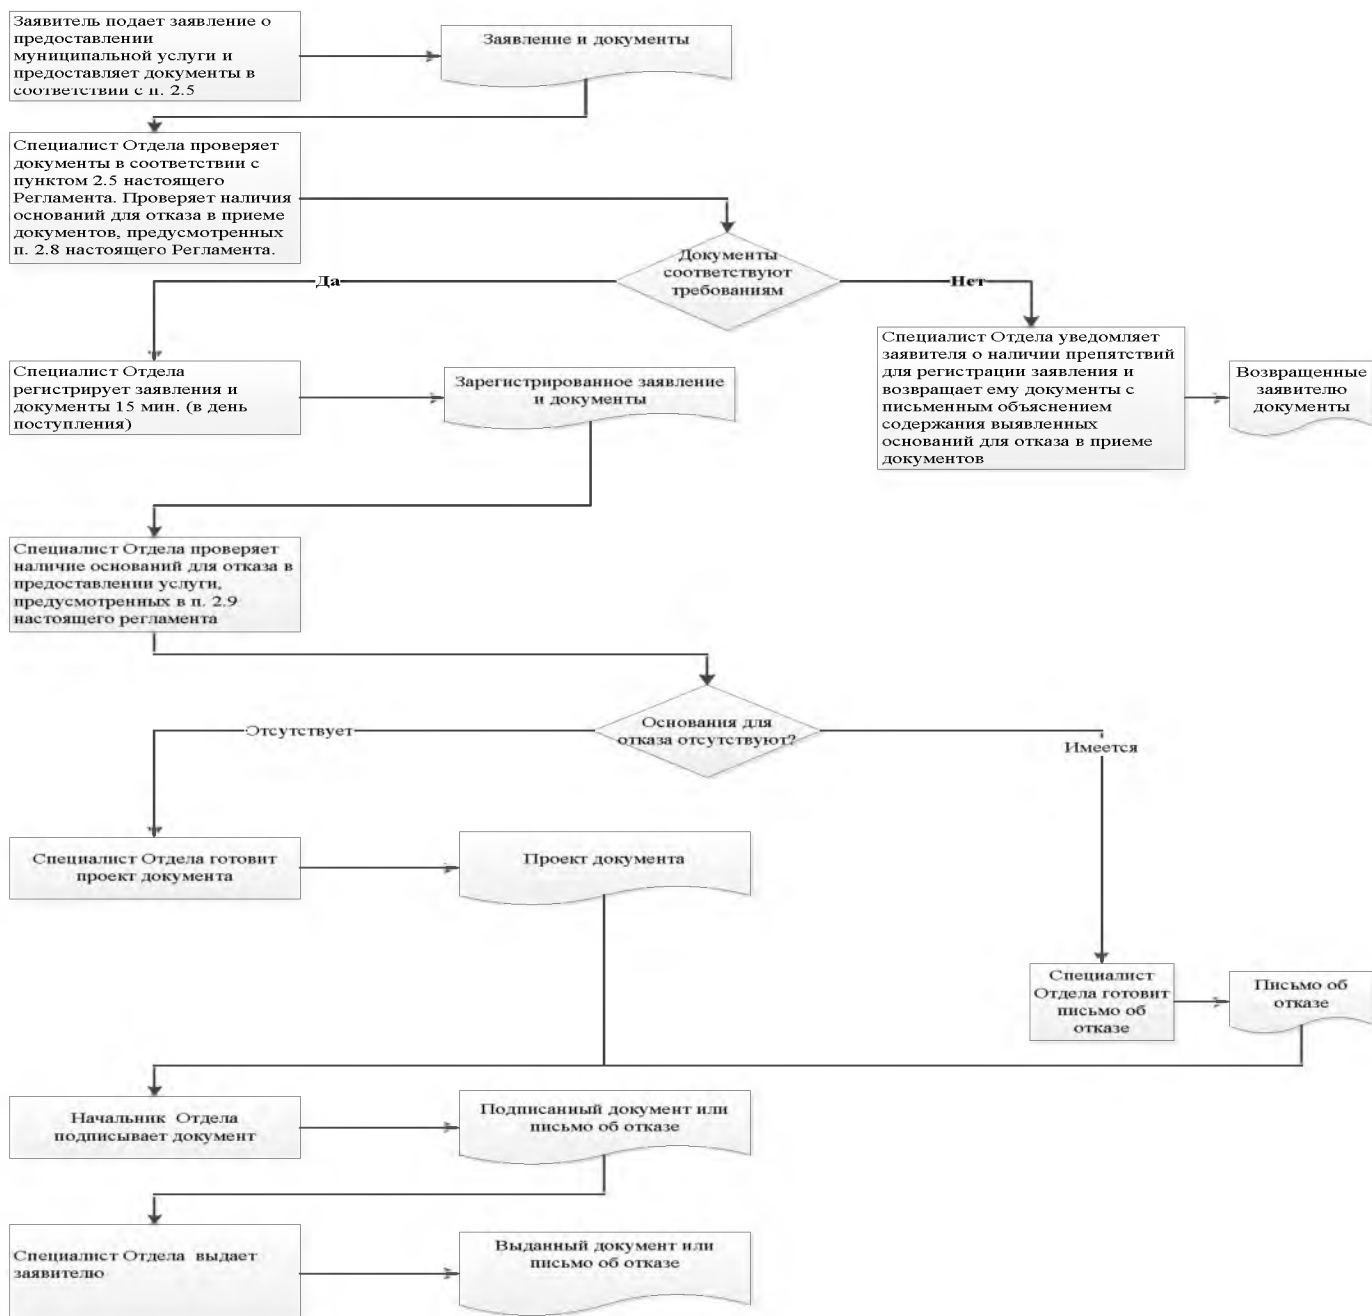 Заявитель подает заявление о
предоставлении
муниципальной услуги и
предоставляет документы в
соответствии с п. 2.5
Заявление и документы
Специалист Отдела проверяет
документы в соответствии с
пунктом 2.5 настоящего
Регламента. Проверяет наличия
оснований для отказа в приеме
документов, предусмотренных
п. 2.8 настоящего Регламента.
Документы
соответствуют
требованиям
Да
Нет
Специалист Отдела
регистрирует заявления и
документы 15 мин. (в день
поступления)
Зарегистрированное заявление
и документы
Специалист Отдела уведомляет
заявителя о наличии препятствий
для регистрации заявления и
возвращает ему документы с
письменным объяснением
содержания выявленных
оснований для отказа в приеме
документов
Возвращенные
заявителю
документы
Специалист Отдела проверяет
наличие оснований для отказа в
предоставлении услуги,
предусмотренных в п. 2.9
настоящего регламента
Основания для
отказа отсутствуют?
Отсутствует
Имеется
Специалист Отдела готовит
проект документа
Проект документа
Специалист
Отдела готовит
письмо об
отказе
Письмо об
отказе
Начальник Отдела
подписывает документ
Подписанный документ или
письмо об отказе
Специалист Отдела выдает
заявителю
Выданный документ или
письмо об отказе